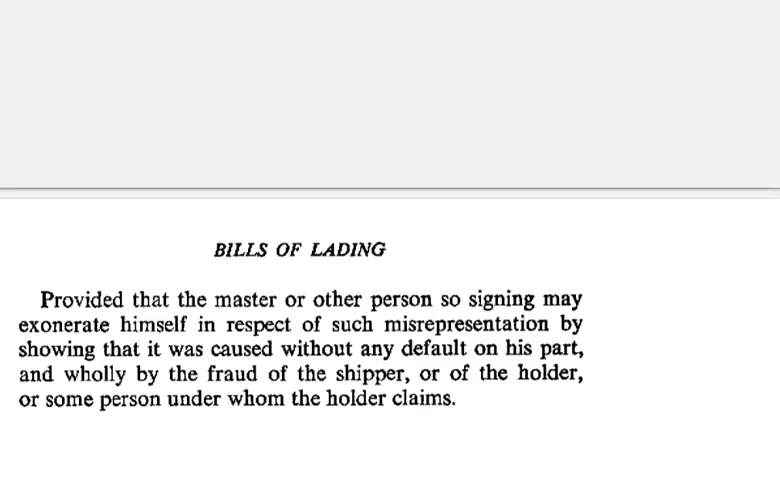 BILLS OF LADING
Provided that the master or other person so signing may
exonerate himself in respect of such misrepresentation by
showing that it was caused without any default on his part,
and wholly by the fraud of the shipper, or of the holder,
or some person under whom the holder claims.